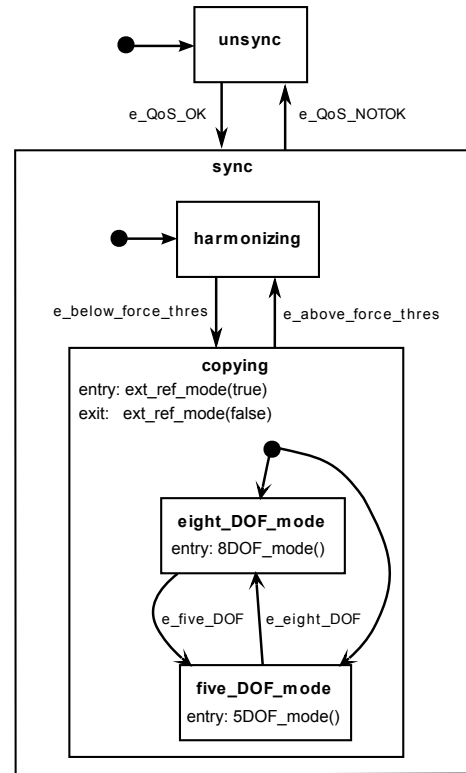 unsync
e_QoS_OK
e_QoS_NOTOK
sync
harmonizing
e_below_force_thres
e_above_force_thres
copying
entry: ext_ref_mode(true)
exit: ext_ref_mode(false)
eight_DOF_mode
entry: 8DOF_mode()
e_five_DOF
e_eight_DOF
five_DOF_mode
entry: 5DOF_mode()